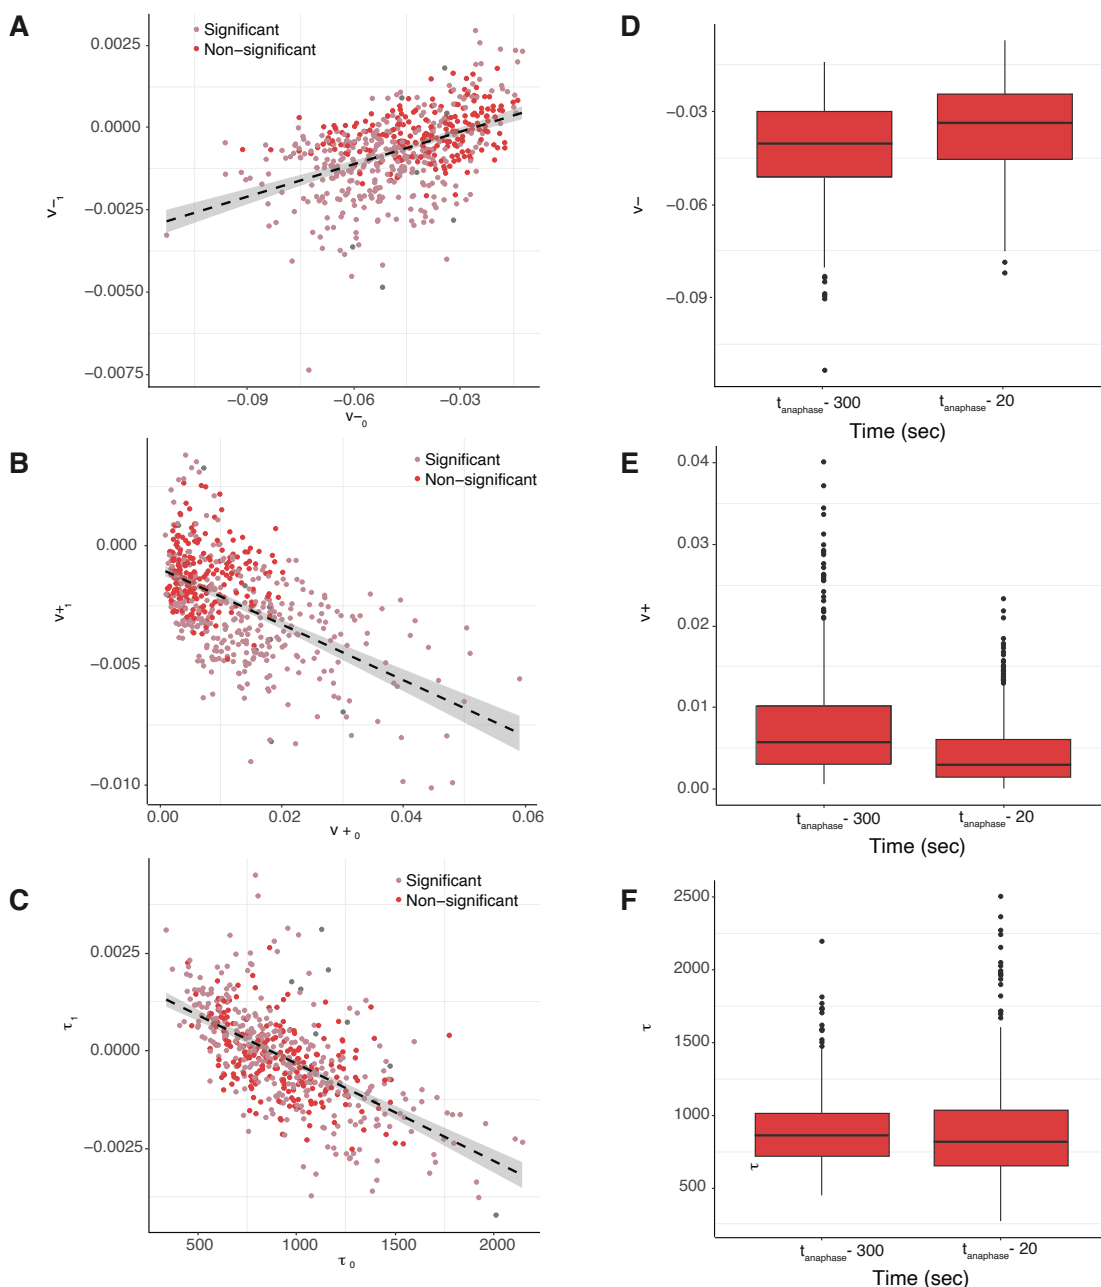 A
Significant
Non−significant
0.0025
0.0000
−0.0025
−0.0050
−0.0075
v−1
−0.09
−0.06
−0.03
v−0
B
Significant
Non−significant
0.000
−0.005
−0.010
v+1
0.00
0.02
0.04
0.06
v +0
C
Significant
Non−significant
0.0025
0.0000
−0.0025
τ1
500
1000
1500
2000
τ0
D
−0.03
−0.06
−0.09
v−
tanaphase- 300
tanaphase- 20
Time (sec)
E
0.04
0.03
0.02
0.01
0.00
v+
tanaphase- 300
tanaphase- 20
Time (sec)
F
2500
2000
1500
1000
500
τ
τ
tanaphase- 300
tanaphase- 20
Time (sec)